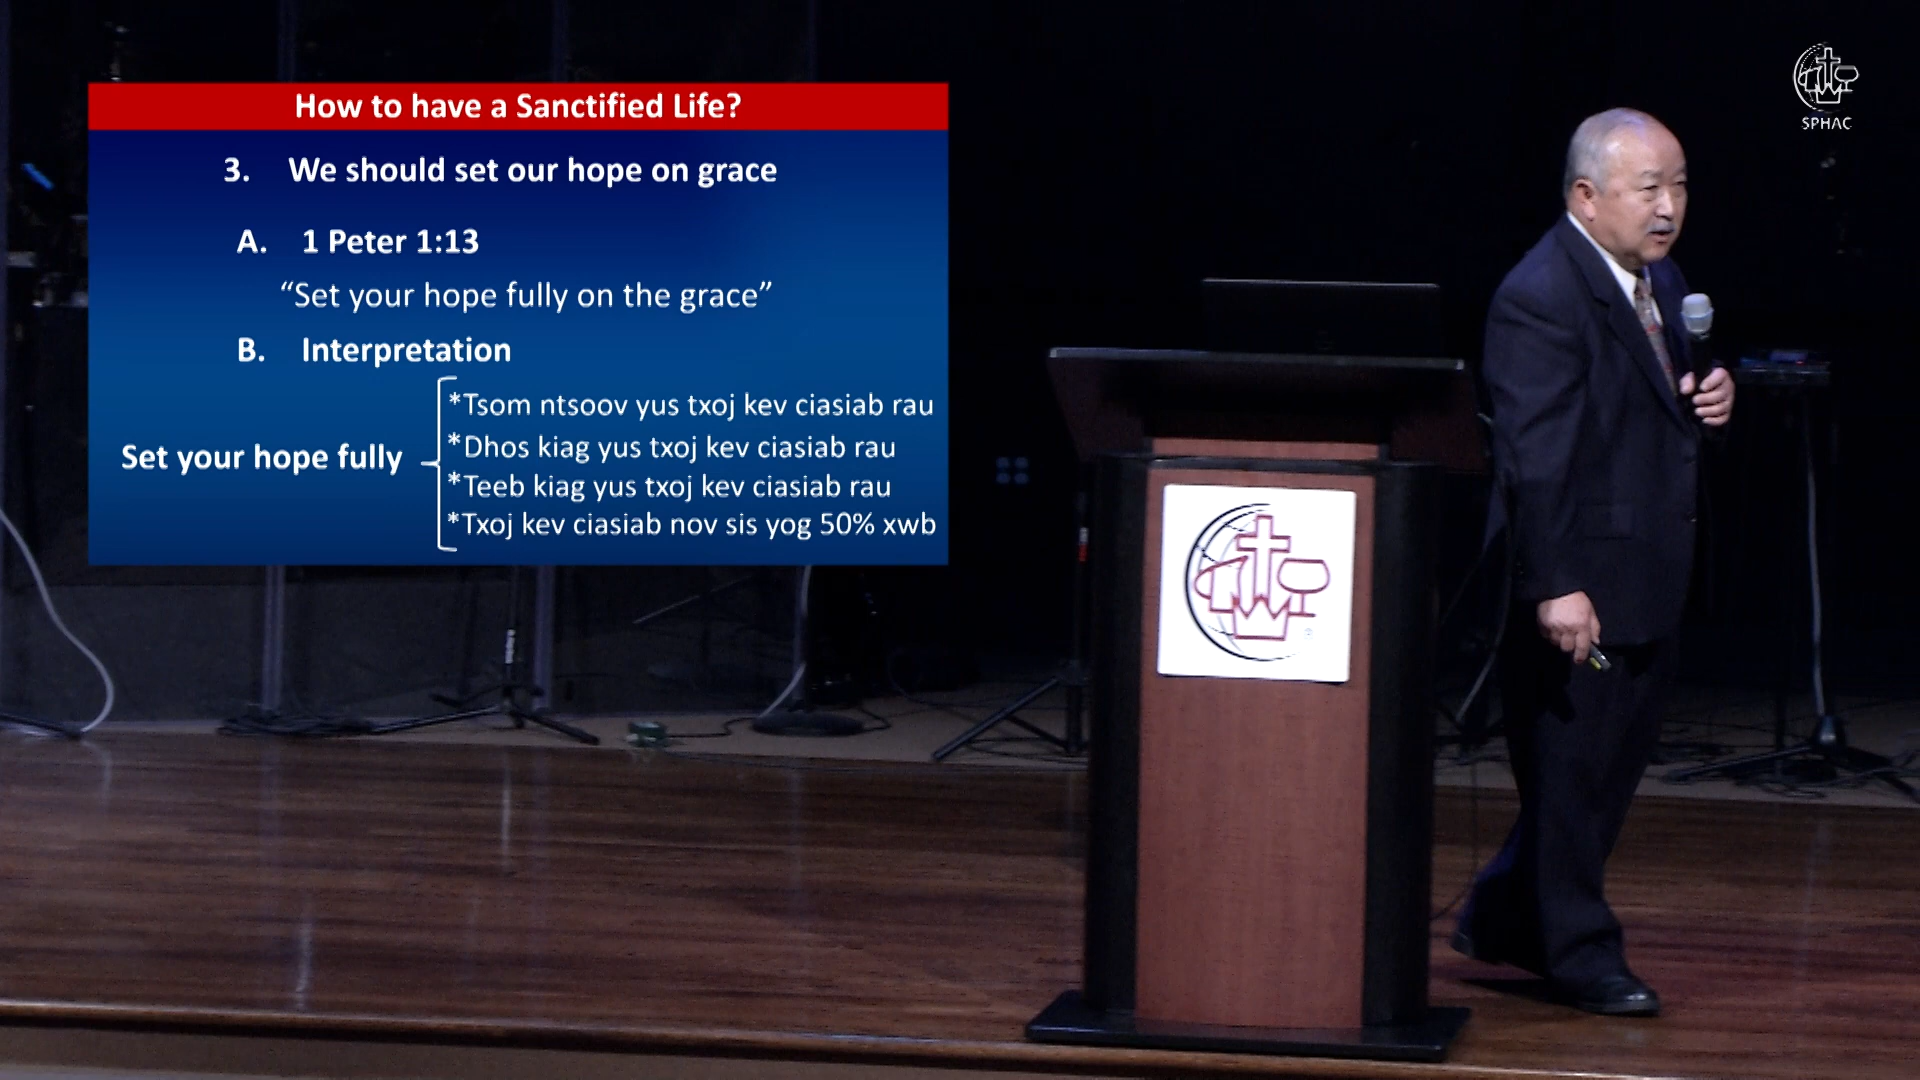 How to have a Sanctified Life?
3. We should set our hope on grace
A. 1 Peter 1:13
“Set your hope fully on the grace”
B. Interpretation
Set your hope fully
*Tsom ntsoov yus txoj kev ciasiab rau
*Dhos kiag yus txoj kev ciasiab rau
*Teeb kiag yus txoj kev ciasiab rau
*Txoj kev ciasiab nov sis yog 50% xwb
SPHAC
®